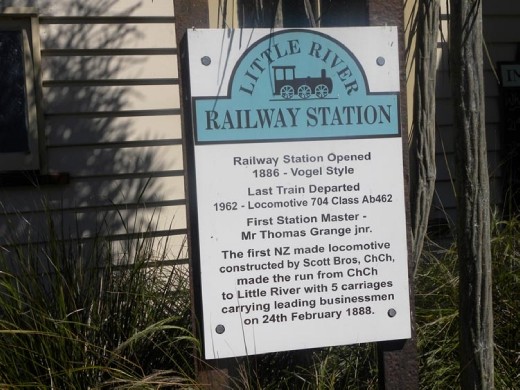 LITTLE RIVER
RAILWAY STATION
Railway Station Opened
1886 - Vogel Style
Last Train Departed
1962 - Locomotive 704 Class Ab462
First Station Master -
Mr Thomas Grange jnr.
The first NZ made locomotive
constructed by Scott Bros, ChCh,
made the run from ChCh
to Little River with 5 carriages
carrying leading businessmen
on 24th February 1888.